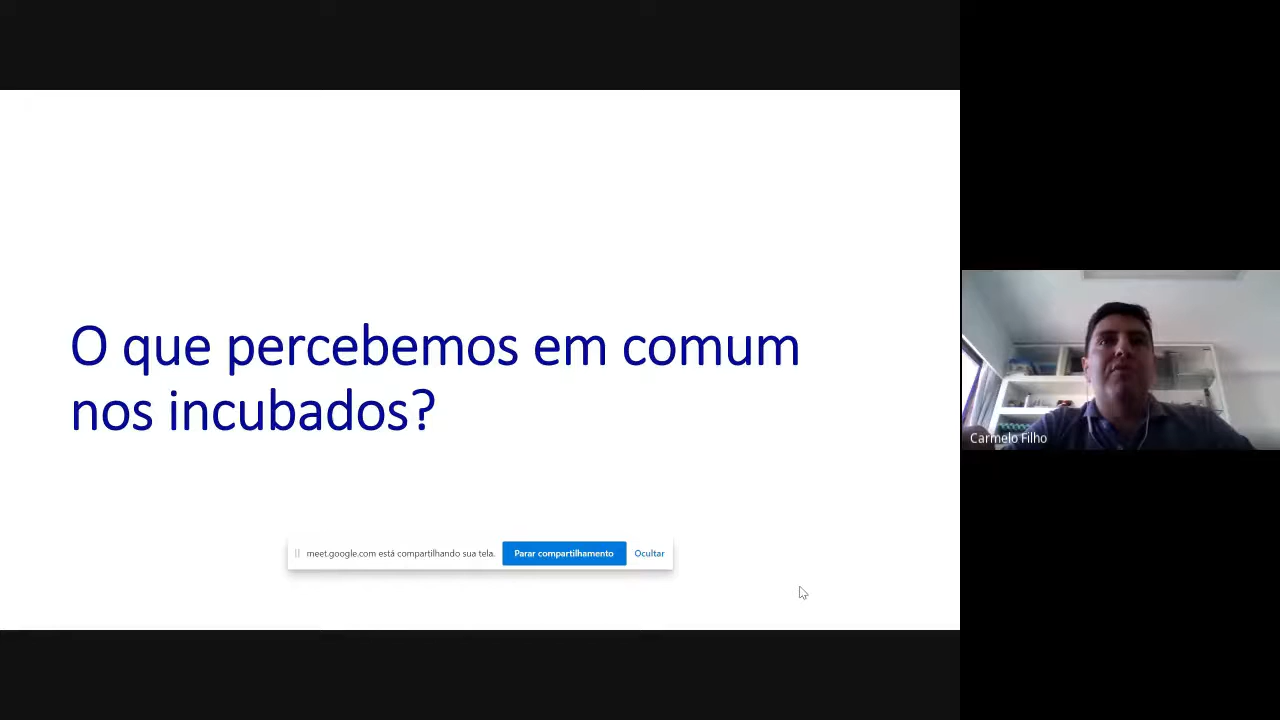 O que percebemos em comum
nos incubados?
meet.google.com está compartilhando sua tela.
Parar compartilhamento
Ocultar
Carmelo Filho